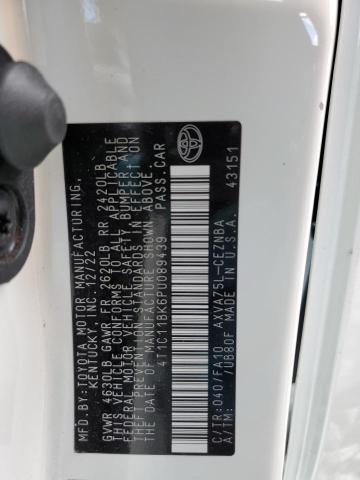 MFD. BY: TOYOTA MOTOR MANUFACTURING,
KENTUCKY, INC. 12/22
GVWR 4630LB GAWR FR 2620LB RR 2420LB
THIS VEHICLE CONFORMS TO ALL APPLICABLE
FEDERAL MOTOR VEHICLE SAFETY, BUMPER, AND
THEFT PREVENTION STANDARDS IN EFFECT ON
THE DATE OF MANUFACTURE SHOWN ABOVE.
4T1C11BK6PU089439 PASS.CAR
C/TR: 040/FA10 AXVA75L-CEZNBA
A/TM: /UB80F MADE IN U.S.A.
43151